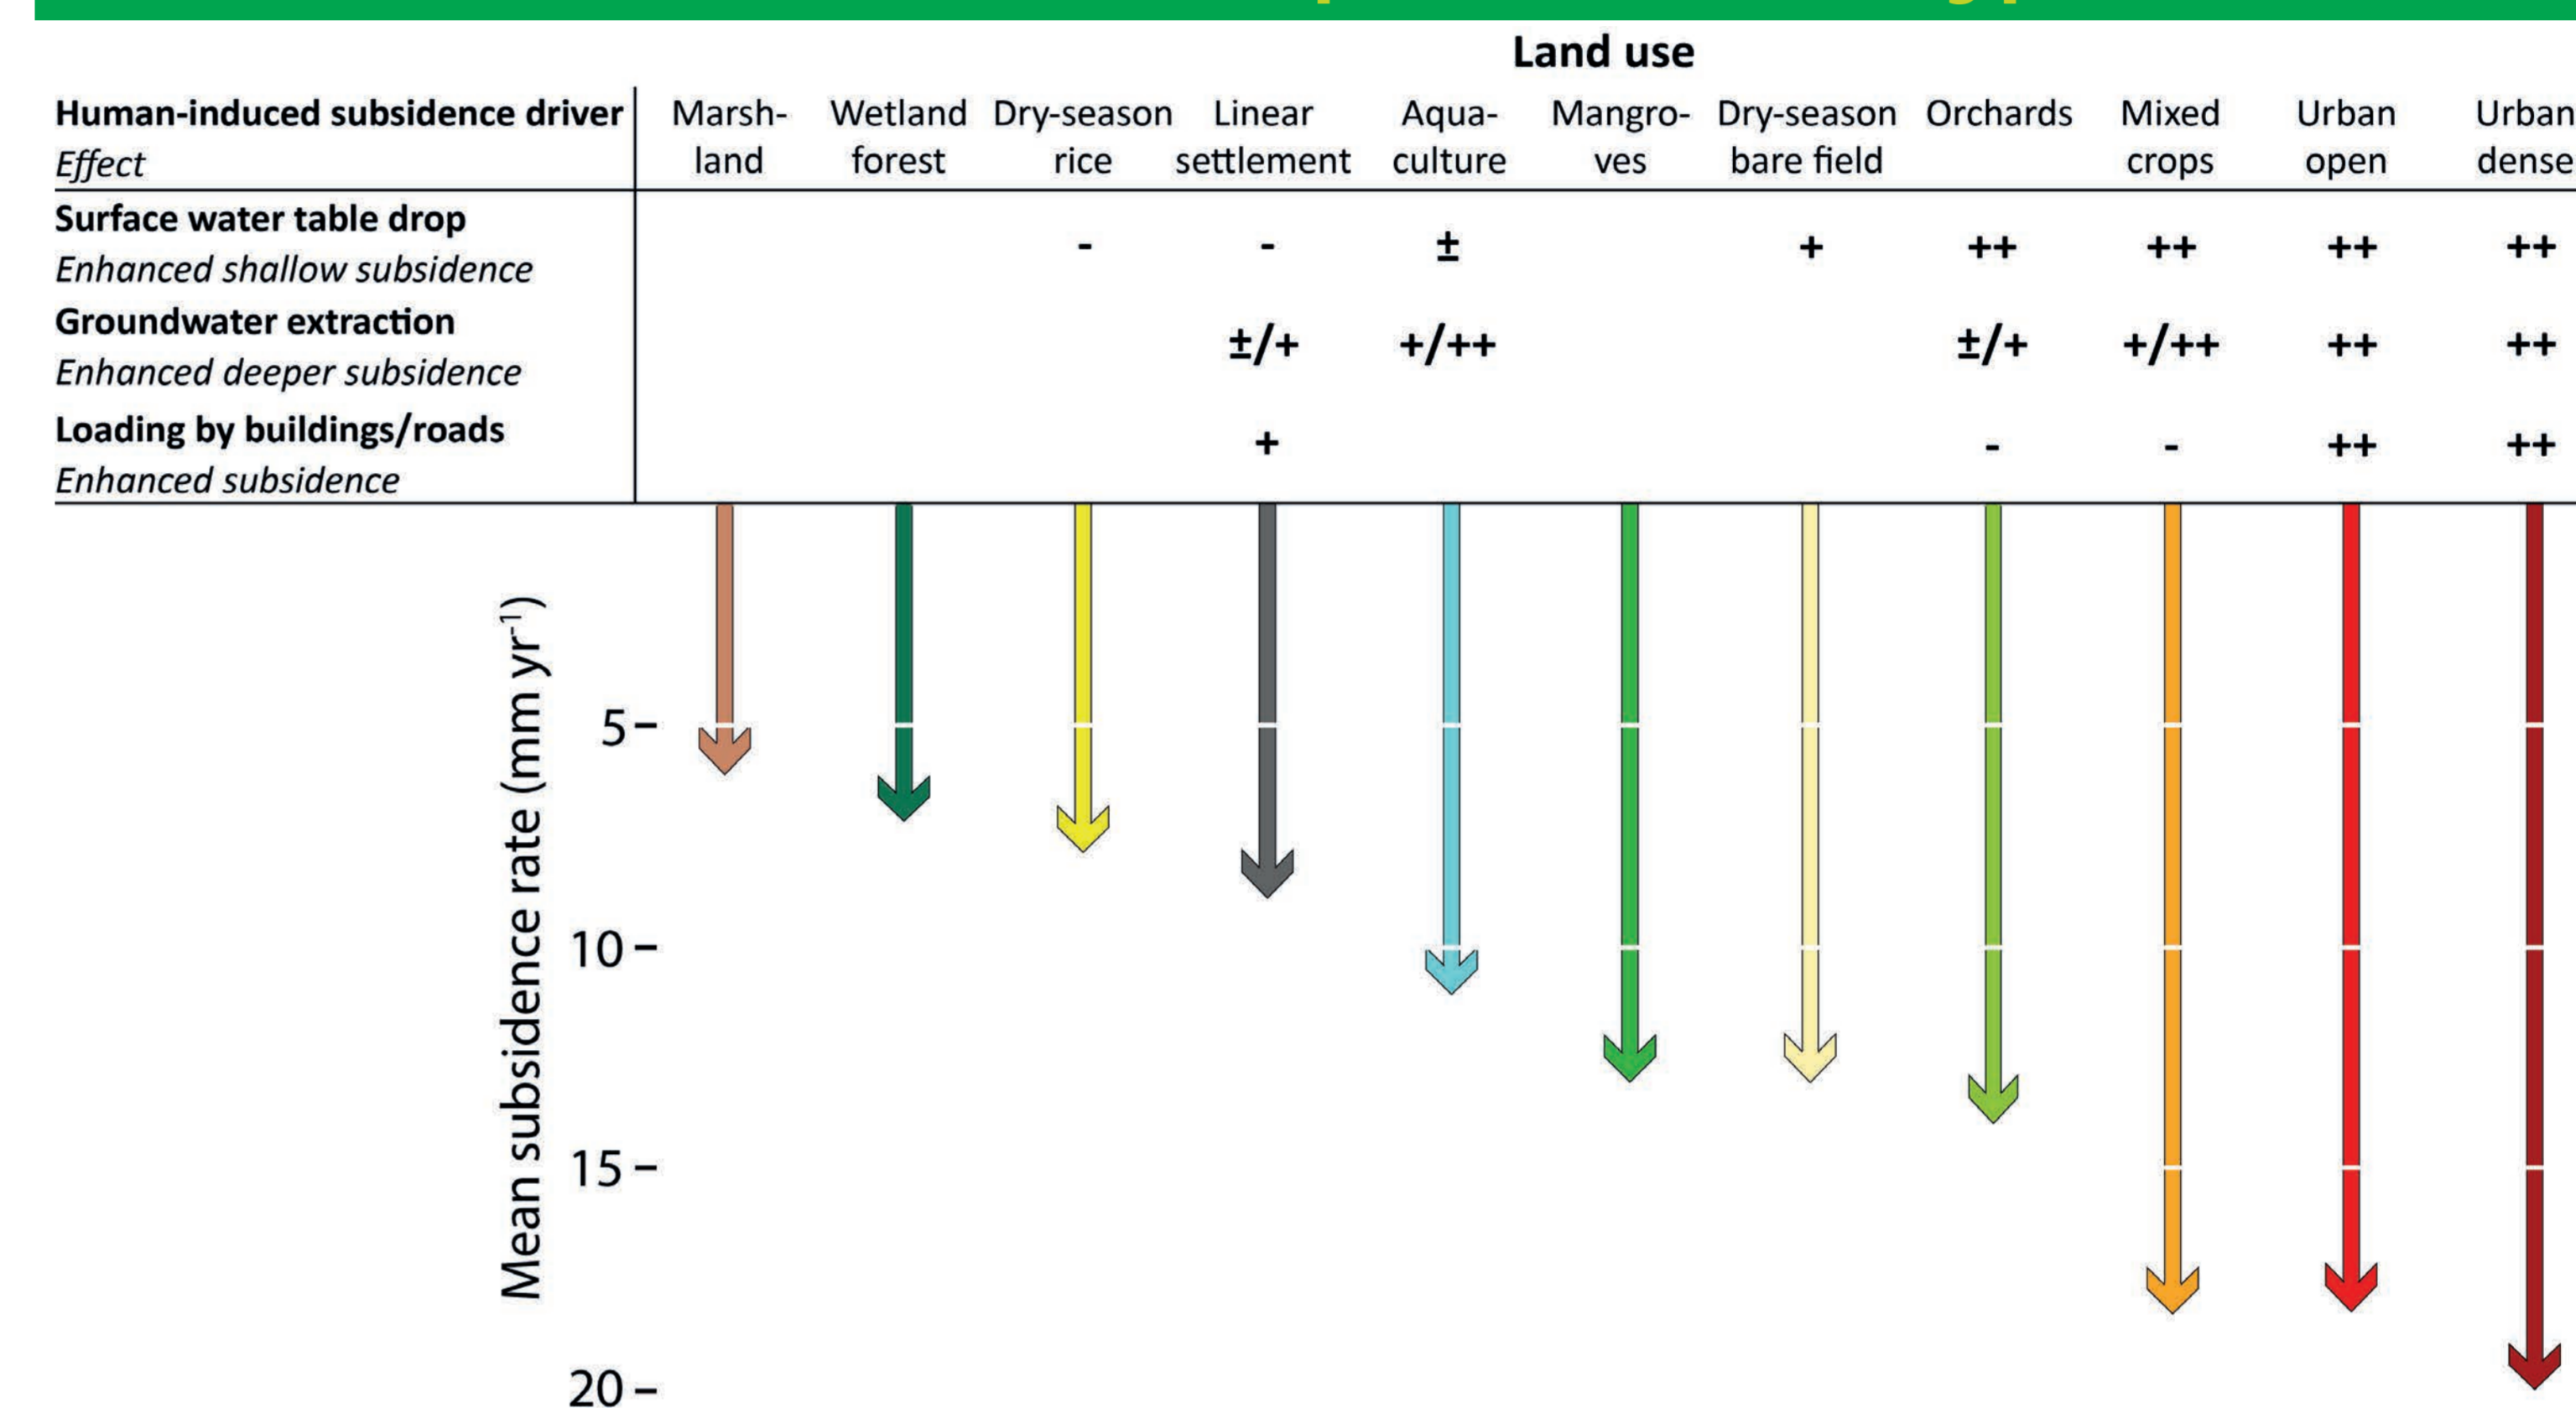 Land use
Human-induced subsidence driver
Effect
Marsh-
land
Wetland
forest
Dry-season
rice
Linear
settlement
Aqua-
culture
Mangro-
ves
Dry-season
bare field
Orchards
Mixed
crops
Urban
open
Urban
dense
Surface water table drop
- - ± + ++ ++ ++ ++
Enhanced shallow subsidence
Groundwater extraction
±/+ +/++ ±/+ +/++ ++ ++
Enhanced deeper subsidence
Loading by buildings/roads
+ - - ++ ++
Enhanced subsidence
Mean subsidence rate (mm yr⁻¹)
5
10
15
20